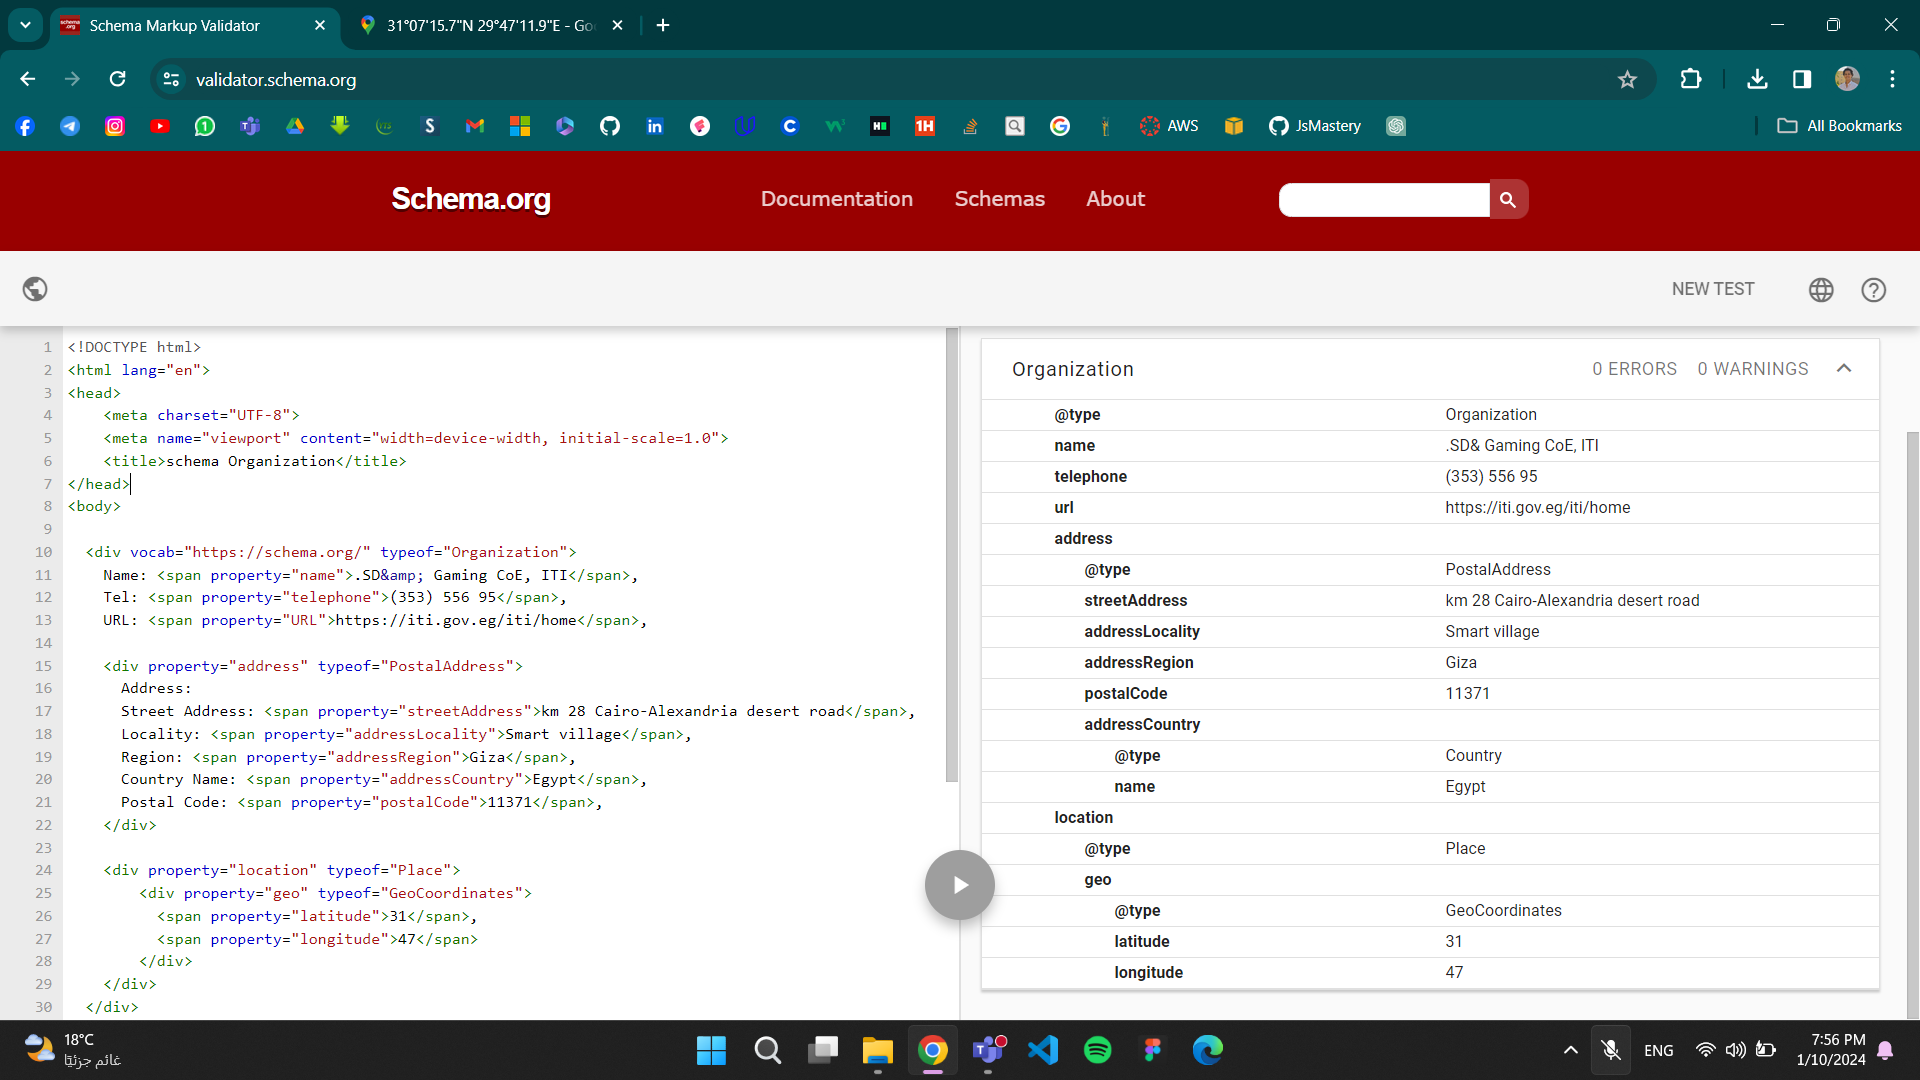 Schema Markup Validator
31°07'15.7"N 29°47'11.9"E - Go
validator.schema.org
AWS
JsMastery
All Bookmarks
Schema.org
Documentation
Schemas
About
NEW TEST
1 <!DOCTYPE html>
2 <html lang="en">
3 <head>
4 <meta charset="UTF-8">
5 <meta name="viewport" content="width=device-width, initial-scale=1.0">
6 <title>schema Organization</title>
7 </head>
8 <body>
9
10 <div vocab="https://schema.org/" typeof="Organization">
11 Name: <span property="name">.SD&amp; Gaming CoE, ITI</span>,
12 Tel: <span property="telephone">(353) 556 95</span>,
13 URL: <span property="URL">https://iti.gov.eg/iti/home</span>,
14
15 <div property="address" typeof="PostalAddress">
16 Address:
17 Street Address: <span property="streetAddress">km 28 Cairo-Alexandria desert road</span>,
18 Locality: <span property="addressLocality">Smart village</span>,
19 Region: <span property="addressRegion">Giza</span>,
20 Country Name: <span property="addressCountry">Egypt</span>,
21 Postal Code: <span property="postalCode">11371</span>,
22 </div>
23
24 <div property="location" typeof="Place">
25 <div property="geo" typeof="GeoCoordinates">
26 <span property="latitude">31</span>,
27 <span property="longitude">47</span>
28 </div>
29 </div>
30 </div>
Organization 0 ERRORS 0 WARNINGS
@type Organization
name .SD& Gaming CoE, ITI
telephone (353) 556 95
url https://iti.gov.eg/iti/home
address
@type PostalAddress
streetAddress km 28 Cairo-Alexandria desert road
addressLocality Smart village
addressRegion Giza
postalCode 11371
addressCountry
@type Country
name Egypt
location
@type Place
geo
@type GeoCoordinates
latitude 31
longitude 47
18°C
غائم جزئيًا
ENG
7:56 PM
1/10/2024